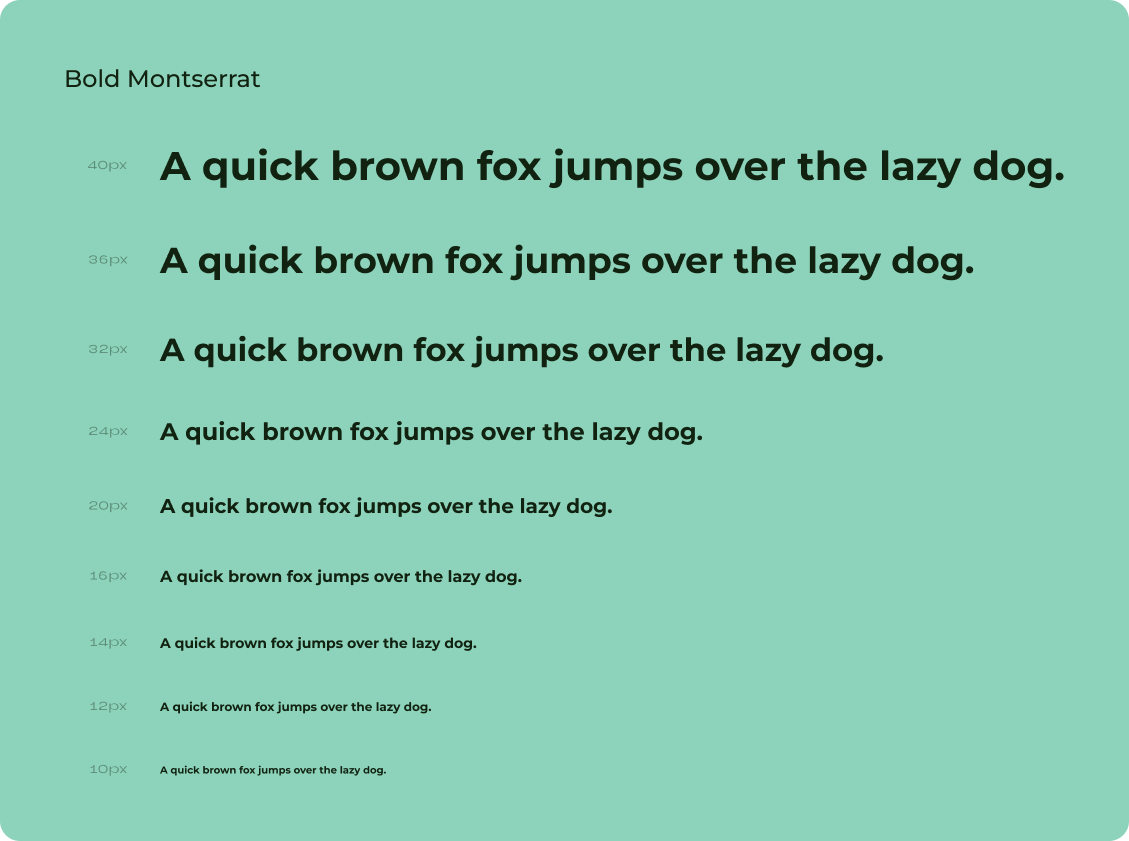 Bold Montserrat
40px A quick brown fox jumps over the lazy dog.
36px A quick brown fox jumps over the lazy dog.
32px A quick brown fox jumps over the lazy dog.
24px A quick brown fox jumps over the lazy dog.
20px A quick brown fox jumps over the lazy dog.
16px A quick brown fox jumps over the lazy dog.
14px A quick brown fox jumps over the lazy dog.
12px A quick brown fox jumps over the lazy dog.
10px A quick brown fox jumps over the lazy dog.